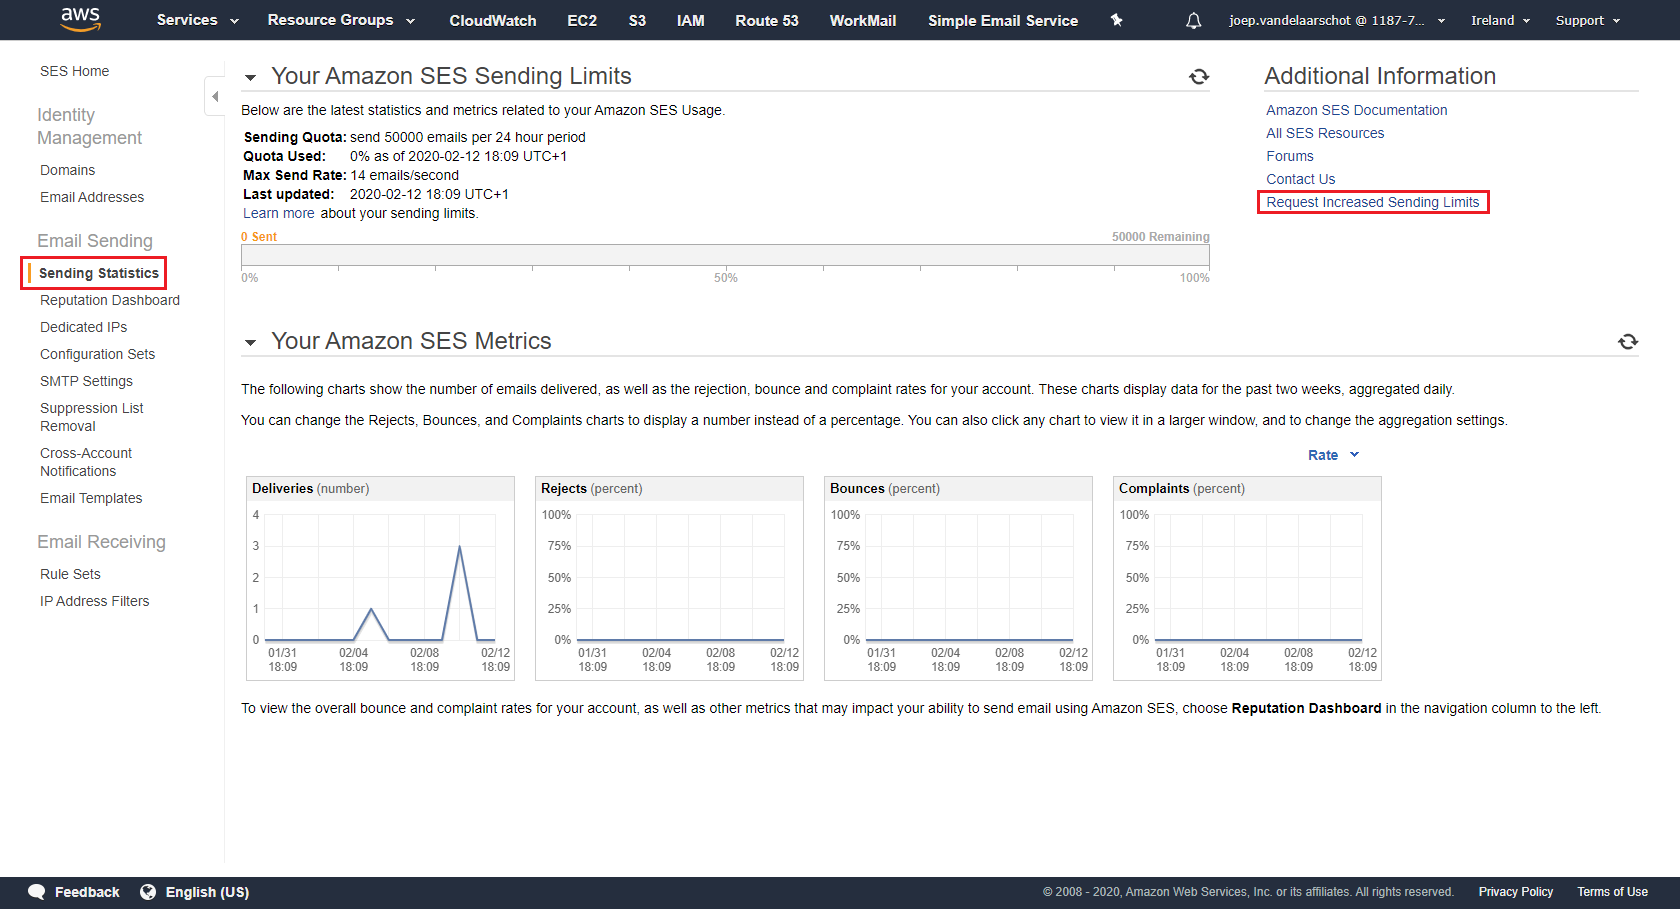 aws
Services
Resource Groups
CloudWatch
EC2
S3
IAM
Route 53
WorkMail
Simple Email Service
joep.vandelaarschot @ 1187-7...
Ireland
Support
SES Home
Identity
Management
Domains
Email Addresses
Email Sending
Sending Statistics
Reputation Dashboard
Dedicated IPs
Configuration Sets
SMTP Settings
Suppression List
Removal
Cross-Account
Notifications
Email Templates
Email Receiving
Rule Sets
IP Address Filters
Your Amazon SES Sending Limits
Below are the latest statistics and metrics related to your Amazon SES Usage.
Sending Quota: send 50000 emails per 24 hour period
Quota Used: 0% as of 2020-02-12 18:09 UTC+1
Max Send Rate: 14 emails/second
Last updated: 2020-02-12 18:09 UTC+1
Learn more about your sending limits.
0 Sent
50000 Remaining
0%
50%
100%
Additional Information
Amazon SES Documentation
All SES Resources
Forums
Contact Us
Request Increased Sending Limits
Your Amazon SES Metrics
The following charts show the number of emails delivered, as well as the rejection, bounce and complaint rates for your account. These charts display data for the past two weeks, aggregated daily.
You can change the Rejects, Bounces, and Complaints charts to display a number instead of a percentage. You can also click any chart to view it in a larger window, and to change the aggregation settings.
Rate
Deliveries (number)
4
3
2
1
0
01/31 02/04 02/08 02/12
18:09 18:09 18:09 18:09
Rejects (percent)
100%
75%
50%
25%
0%
01/31 02/04 02/08 02/12
18:09 18:09 18:09 18:09
Bounces (percent)
100%
75%
50%
25%
0%
01/31 02/04 02/08 02/12
18:09 18:09 18:09 18:09
Complaints (percent)
100%
75%
50%
25%
0%
01/31 02/04 02/08 02/12
18:09 18:09 18:09 18:09
To view the overall bounce and complaint rates for your account, as well as other metrics that may impact your ability to send email using Amazon SES, choose Reputation Dashboard in the navigation column to the left.
Feedback
English (US)
© 2008 - 2020, Amazon Web Services, Inc. or its affiliates. All rights reserved.
Privacy Policy
Terms of Use